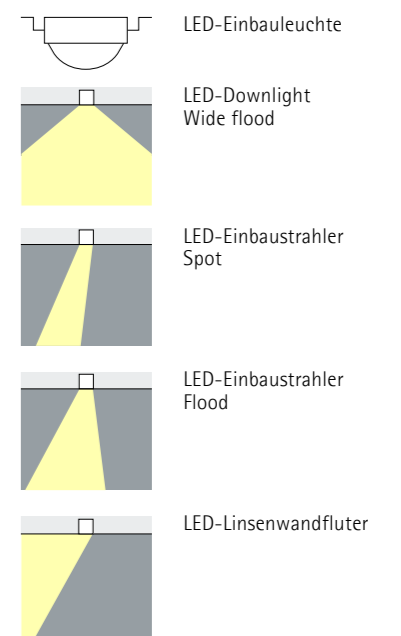 LED-Einbauleuchte
LED-Downlight
Wide flood
LED-Einbaustrahler
Spot
LED-Einbaustrahler
Flood
LED-Linsenwandfluter